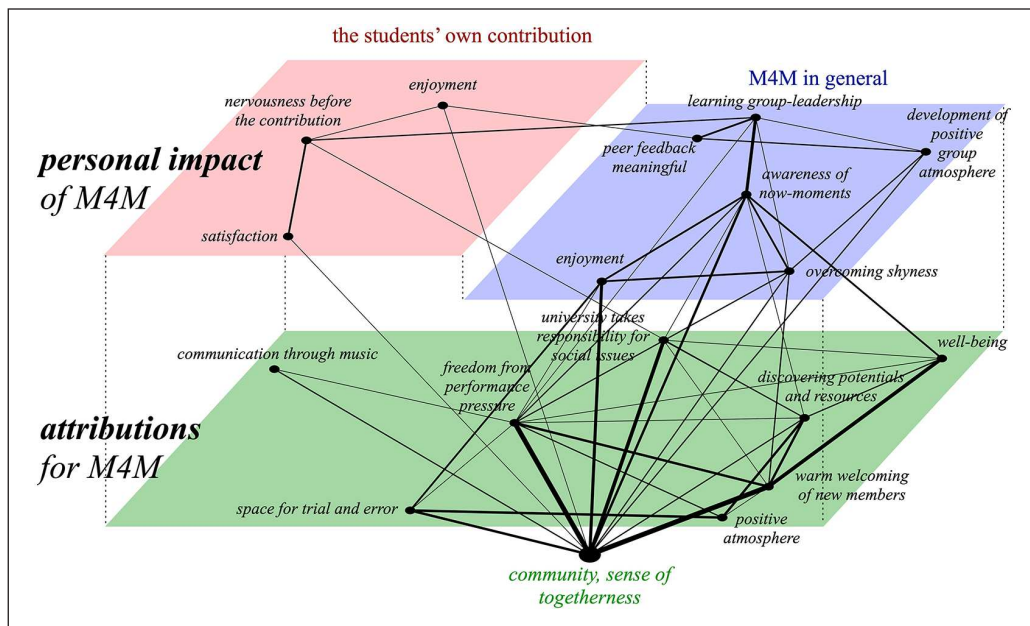 the students' own contribution
M4M in general
enjoyment
nervousness before
the contribution
learning group-leadership
development of
positive
group
atmosphere
peer feedback
meaningful
personal impact
of M4M
awareness of
now-moments
satisfaction
enjoyment
overcoming shyness
university takes
responsibility for
social issues
communication through music
well-being
freedom from
performance
pressure
discovering potentials
and resources
attributions
for M4M
warm welcoming
of new members
space for trial and error
positive
atmosphere
community, sense of
togetherness